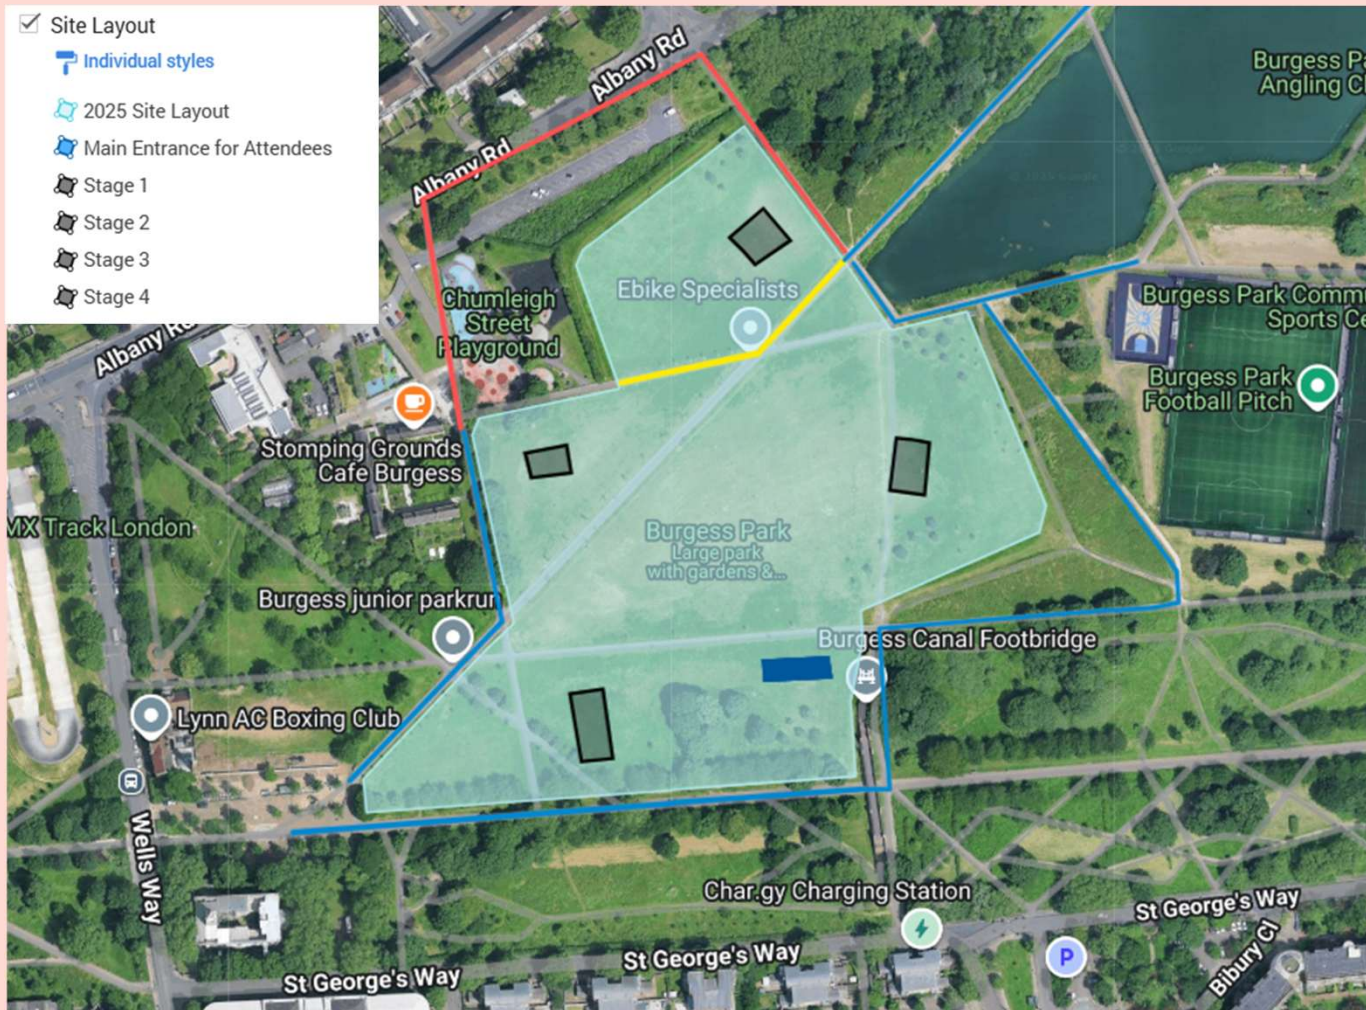 Site Layout
Individual styles
2025 Site Layout
Main Entrance for Attendees
Stage 1
Stage 2
Stage 3
Stage 4
Albany Rd
Albany Rd
Burgess Pa
Angling C
Ebike Specialists
Chumleigh
Street
Playground
Burgess Park Comm
Sports Ce
Albany Rd
Burgess Park
Football Pitch
Stomping Grounds
Cafe Burgess
MX Track London
Burgess Park
Large park
with gardens &...
Burgess junior parkrun
Burgess Canal Footbridge
Lynn AC Boxing Club
Wells Way
Char.gy Charging Station
St George's Way
St George's Way
St George's Way
P
Bibury Cl